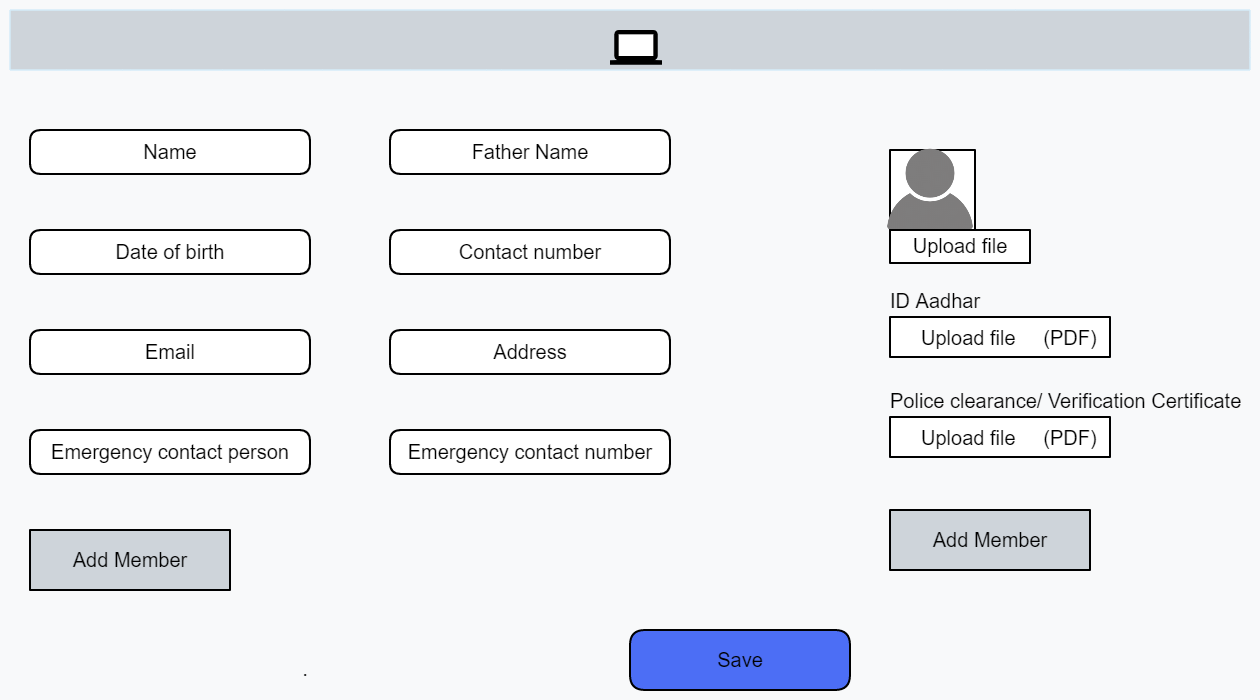 Name
Father Name
Date of birth
Contact number
Upload file
ID Aadhar
Email
Address
Upload file (PDF)
Police clearance/ Verification Certificate
Emergency contact person
Emergency contact number
Upload file (PDF)
Add Member
Add Member
Save
.